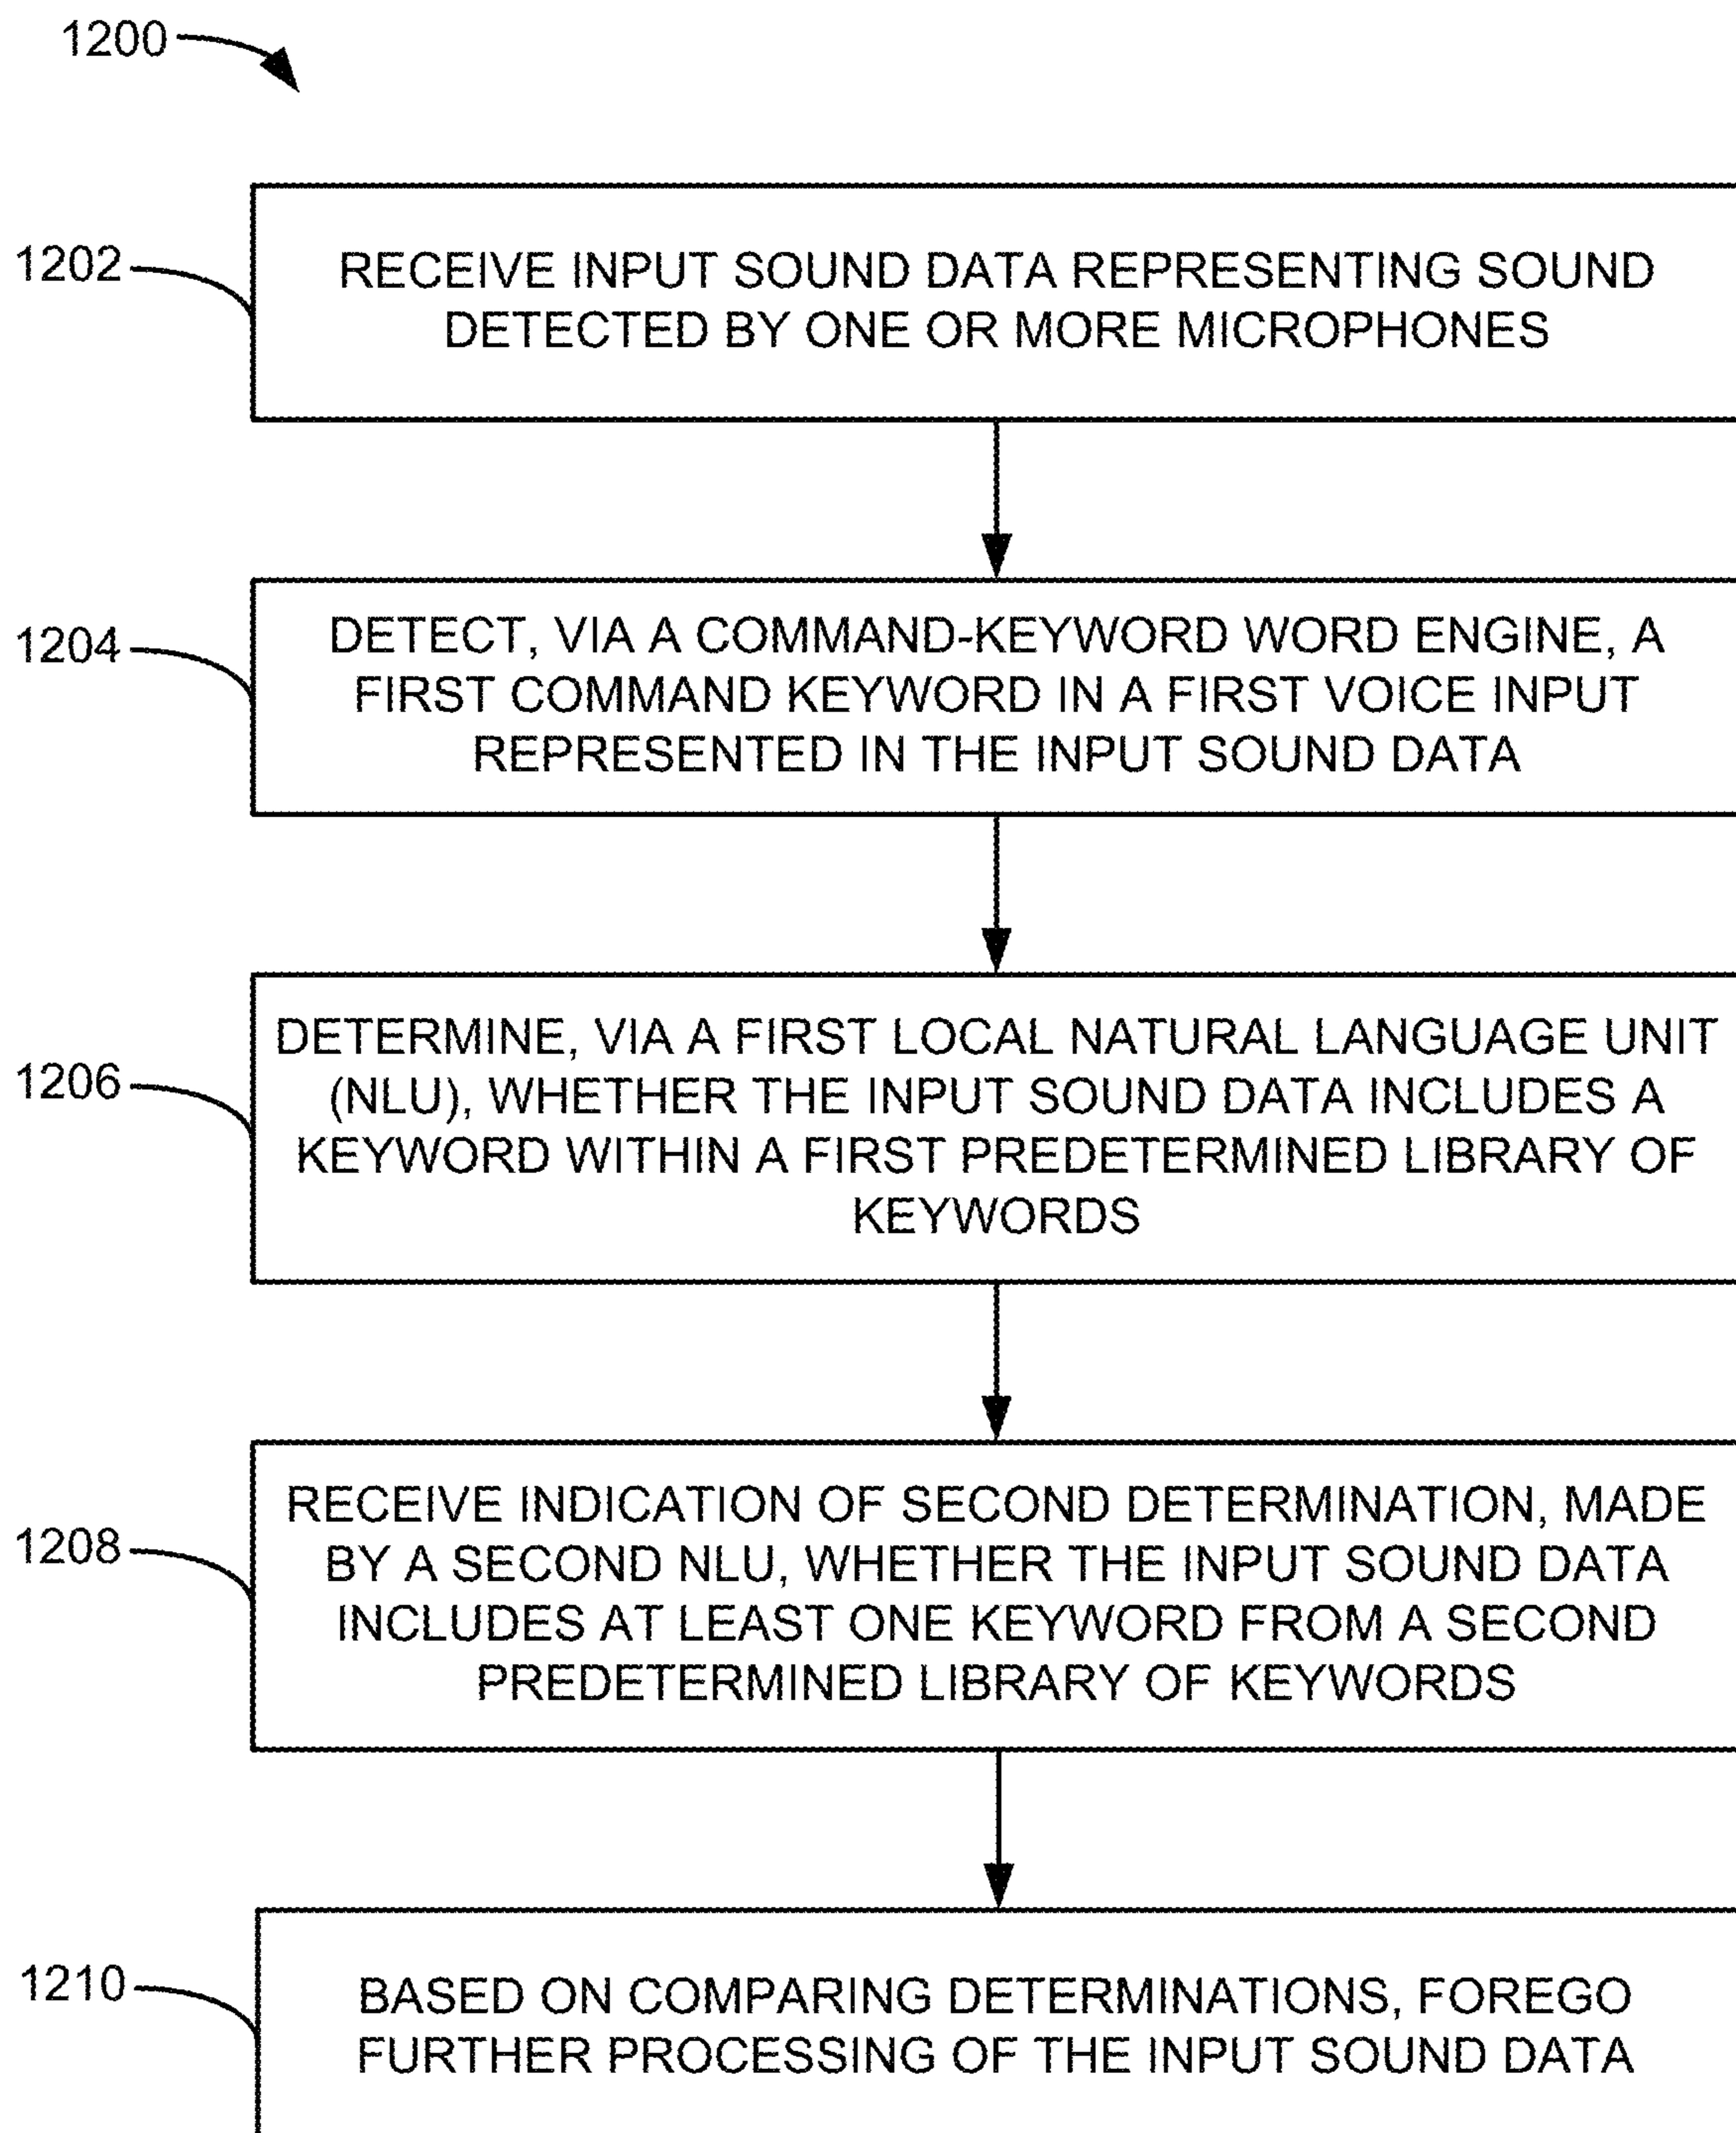 1200
1202
RECEIVE INPUT SOUND DATA REPRESENTING SOUND
DETECTED BY ONE OR MORE MICROPHONES
1204
DETECT, VIA A COMMAND-KEYWORD WORD ENGINE, A
FIRST COMMAND KEYWORD IN A FIRST VOICE INPUT
REPRESENTED IN THE INPUT SOUND DATA
1206
DETERMINE, VIA A FIRST LOCAL NATURAL LANGUAGE UNIT
(NLU), WHETHER THE INPUT SOUND DATA INCLUDES A
KEYWORD WITHIN A FIRST PREDETERMINED LIBRARY OF
KEYWORDS
1208
RECEIVE INDICATION OF SECOND DETERMINATION, MADE
BY A SECOND NLU, WHETHER THE INPUT SOUND DATA
INCLUDES AT LEAST ONE KEYWORD FROM A SECOND
PREDETERMINED LIBRARY OF KEYWORDS
1210
BASED ON COMPARING DETERMINATIONS, FOREGO
FURTHER PROCESSING OF THE INPUT SOUND DATA